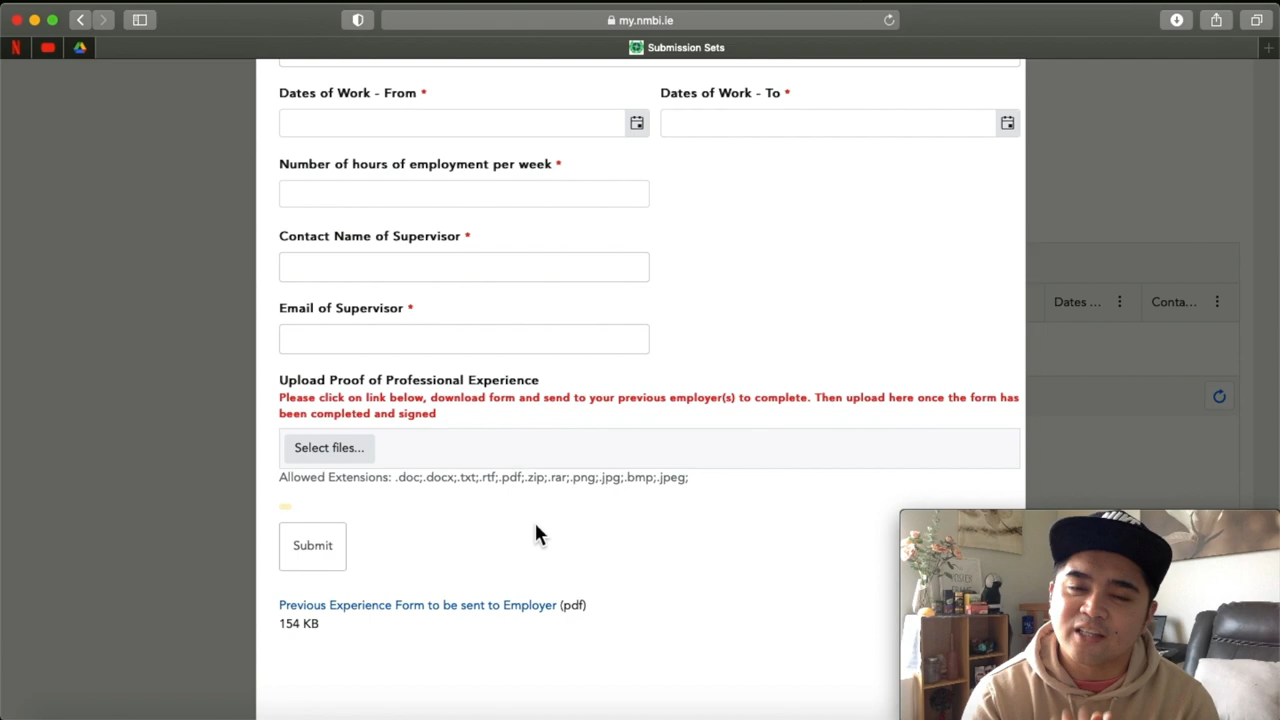 my.nmbi.ie
Submission Sets
Dates of Work - From *
Dates of Work - To *
Number of hours of employment per week *
Contact Name of Supervisor *
Email of Supervisor *
Dates ...
Conta...
Upload Proof of Professional Experience
Please click on link below, download form and send to your previous employer(s) to complete. Then upload here once the form has
been completed and signed
Select files...
Allowed Extensions: .doc;.docx;.txt;.rtf;.pdf;.zip;.rar;.png;.jpg;.bmp;.jpeg;
Submit
Previous Experience Form to be sent to Employer (pdf)
154 KB